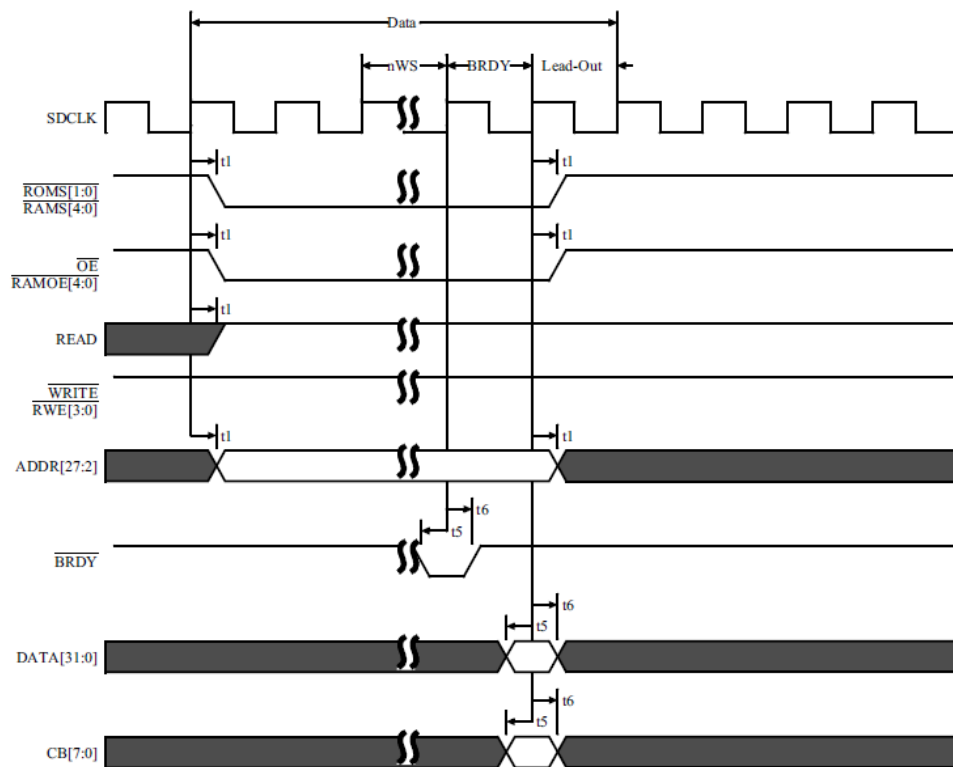 Data
nWS BRDY Lead-Out
SDCLK
t1 t1
ROMS[1:0]
RAMS[4:0]
t1 t1
OE
RAMOE[4:0]
t1
READ
WRITE
RWE[3:0]
t1 t1
ADDR[27:2]
t6
t5
BRDY
t6
t5
DATA[31:0]
t6
t5
CB[7:0]